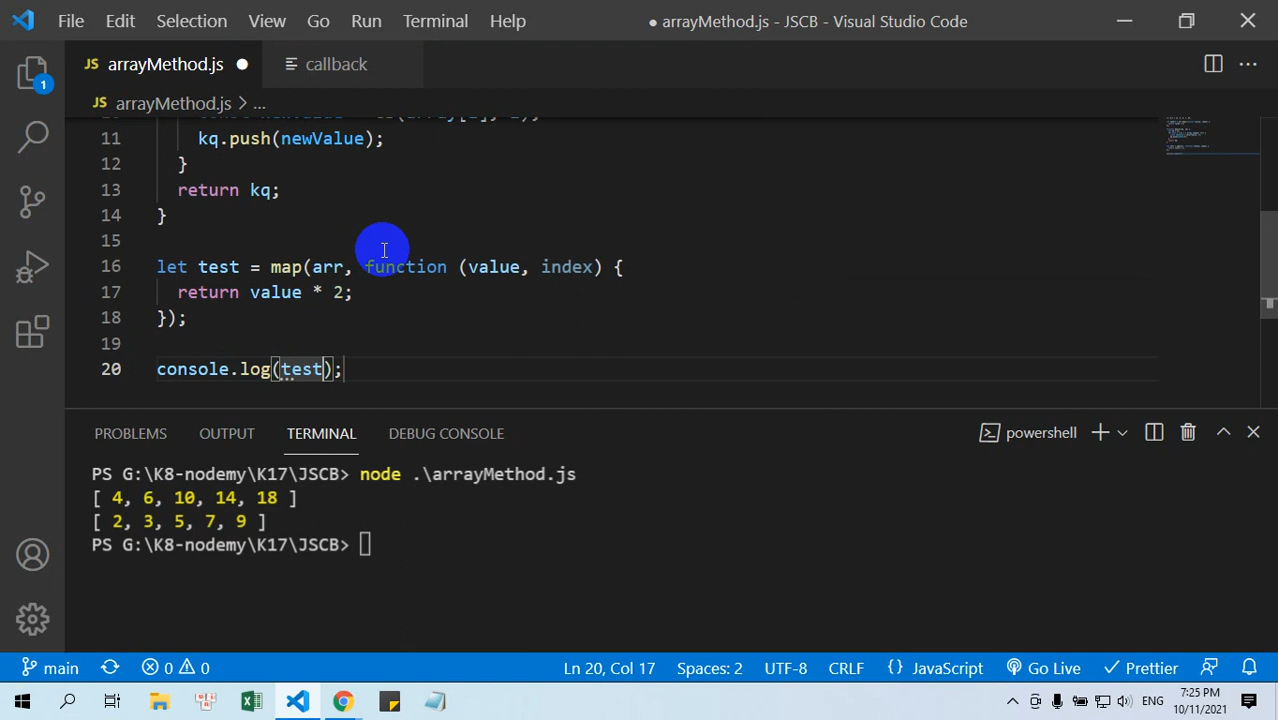 File Edit Selection View Go Run Terminal Help ● arrayMethod.js - JSCB - Visual Studio Code
JS arrayMethod.js ● callback
JS arrayMethod.js > ...
11 kq.push(newValue);
12 }
13 return kq;
14 }
15
16 let test = map(arr, function (value, index) {
17 return value * 2;
18 });
19
20 console.log(test);
PROBLEMS OUTPUT TERMINAL DEBUG CONSOLE powershell
PS G:\K8-nodemy\K17\JSCB> node .\arrayMethod.js
[ 4, 6, 10, 14, 18 ]
[ 2, 3, 5, 7, 9 ]
PS G:\K8-nodemy\K17\JSCB>
main 0 0 Ln 20, Col 17 Spaces: 2 UTF-8 CRLF {} JavaScript Go Live Prettier
ENG 7:25 PM
10/11/2021